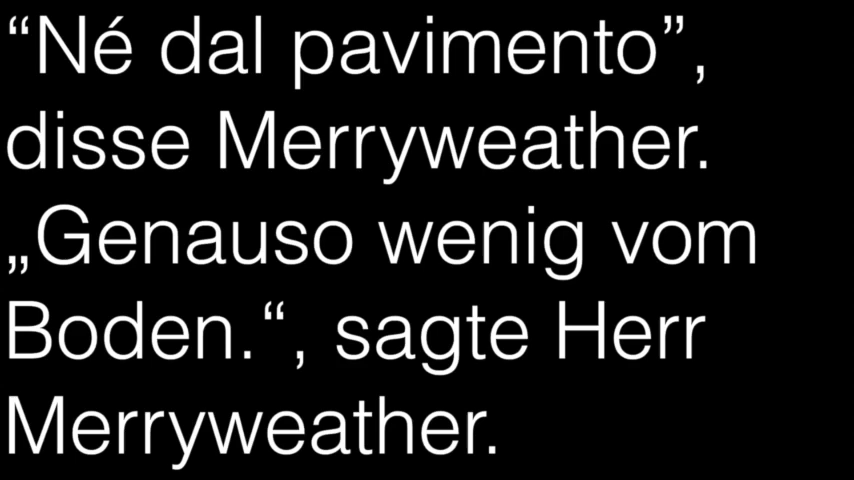 “Né dal pavimento”,
disse Merryweather.
„Genauso wenig vom
Boden.“, sagte Herr
Merryweather.